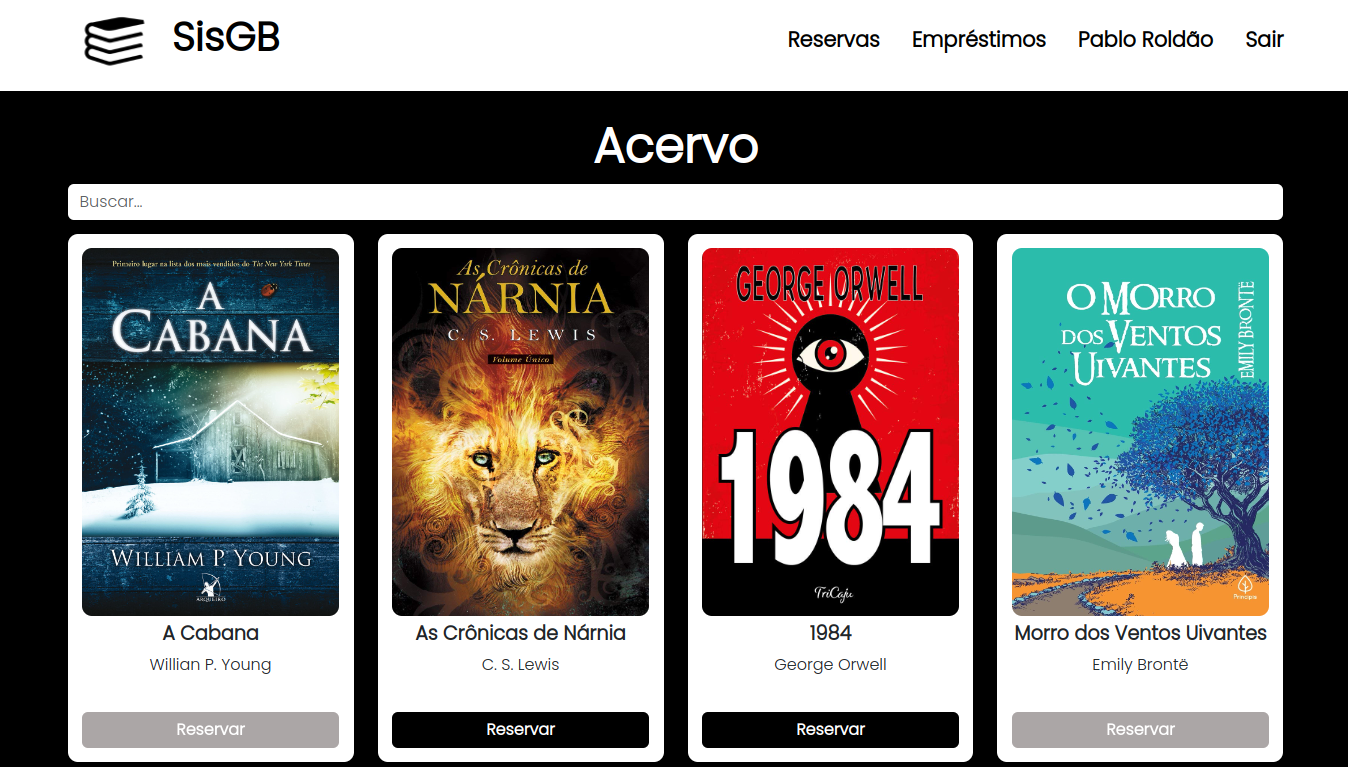 SisGB
Reservas
Empréstimos
Pablo Roldão
Sair
Acervo
Buscar...
Primeiro lugar na lista dos mais vendidos do The New York Times
A
CABANA
WILLIAM P. YOUNG
ARQUEIRO
A Cabana
Willian P. Young
Reservar
As Crônicas de
NÁRNIA
C. S. LEWIS
Volume Único
As Crônicas de Nárnia
C. S. Lewis
Reservar
GEORGE ORWELL
1984
TriCaju
1984
George Orwell
Reservar
O MORRO
DOS VENTOS
UIVANTES
EMILY BRONTË
Principis
Morro dos Ventos Uivantes
Emily Brontë
Reservar